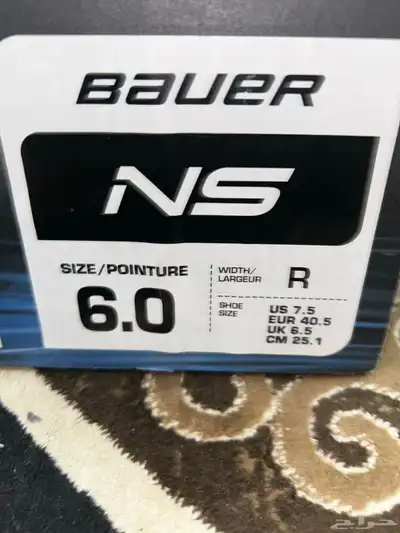 BAUER
NS
SIZE/POINTURE
6.0
WIDTH/
LARGEUR
R
SHOE
SIZE
US 7.5
EUR 40.5
UK 6.5
CM 25.1
حراج